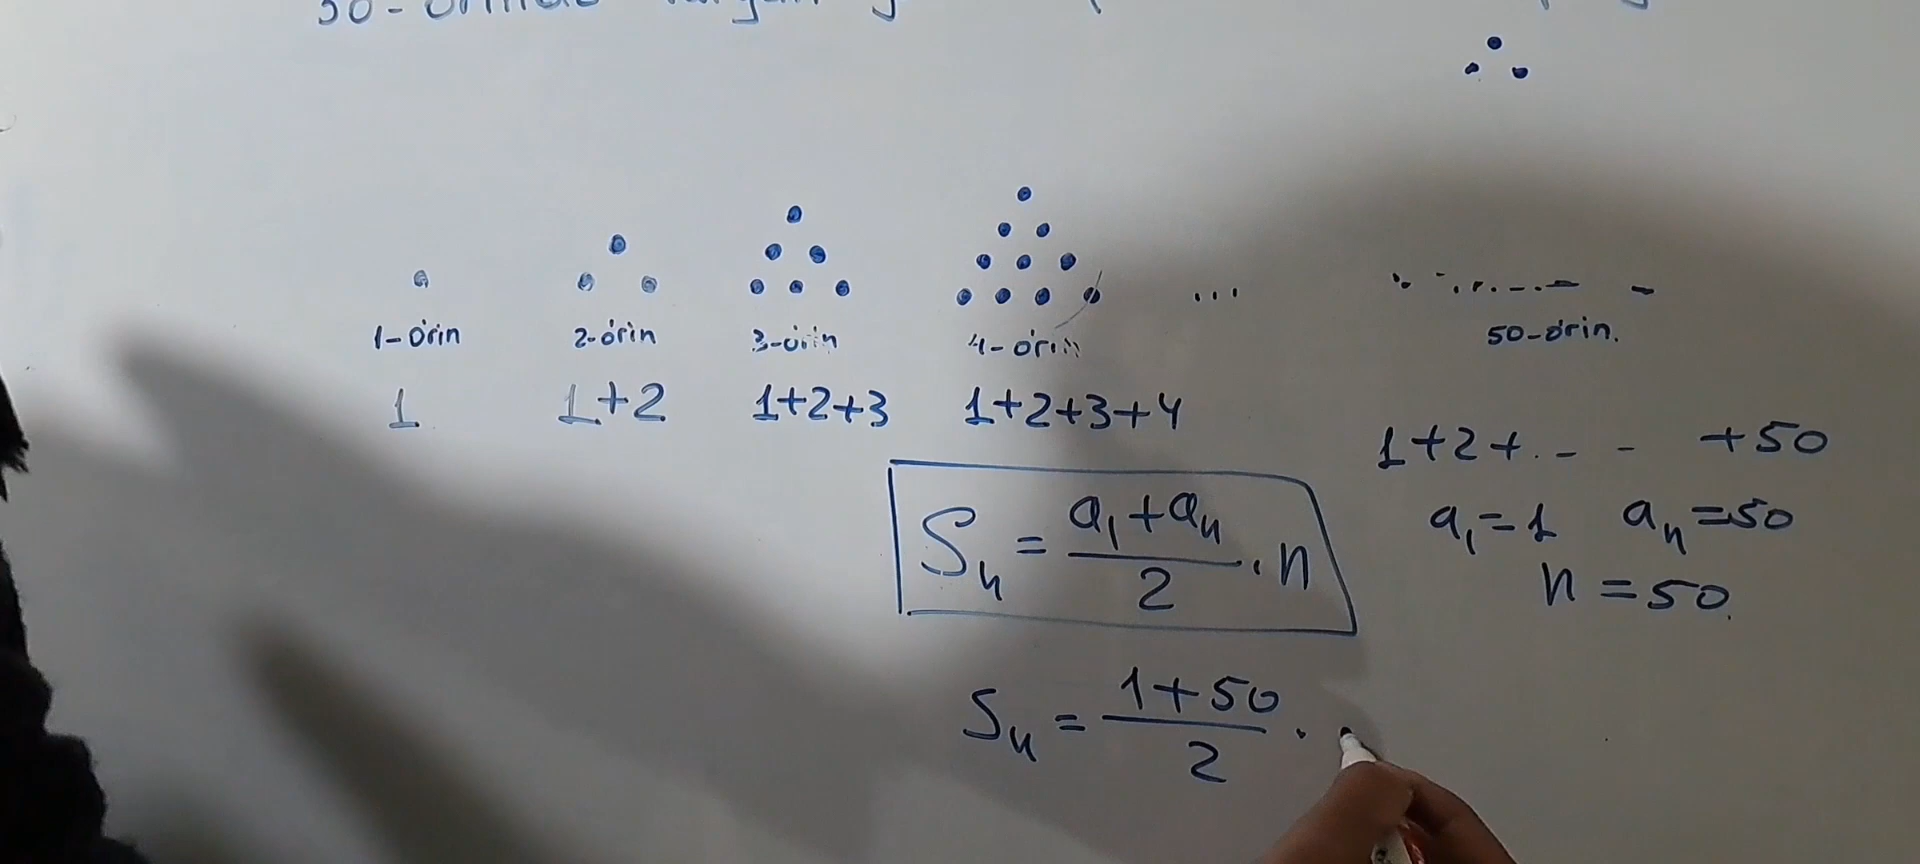 50-
1-o'rin 2-o'rin 3-o'rin 4-o'rin ... 50-o'rin.
1 1+2 1+2+3 1+2+3+4
1+2+... - +50
a₁=1 aₙ=50
n=50.
Sₙ = (a₁+aₙ)/2 · n
Sₙ = (1+50)/2 ·